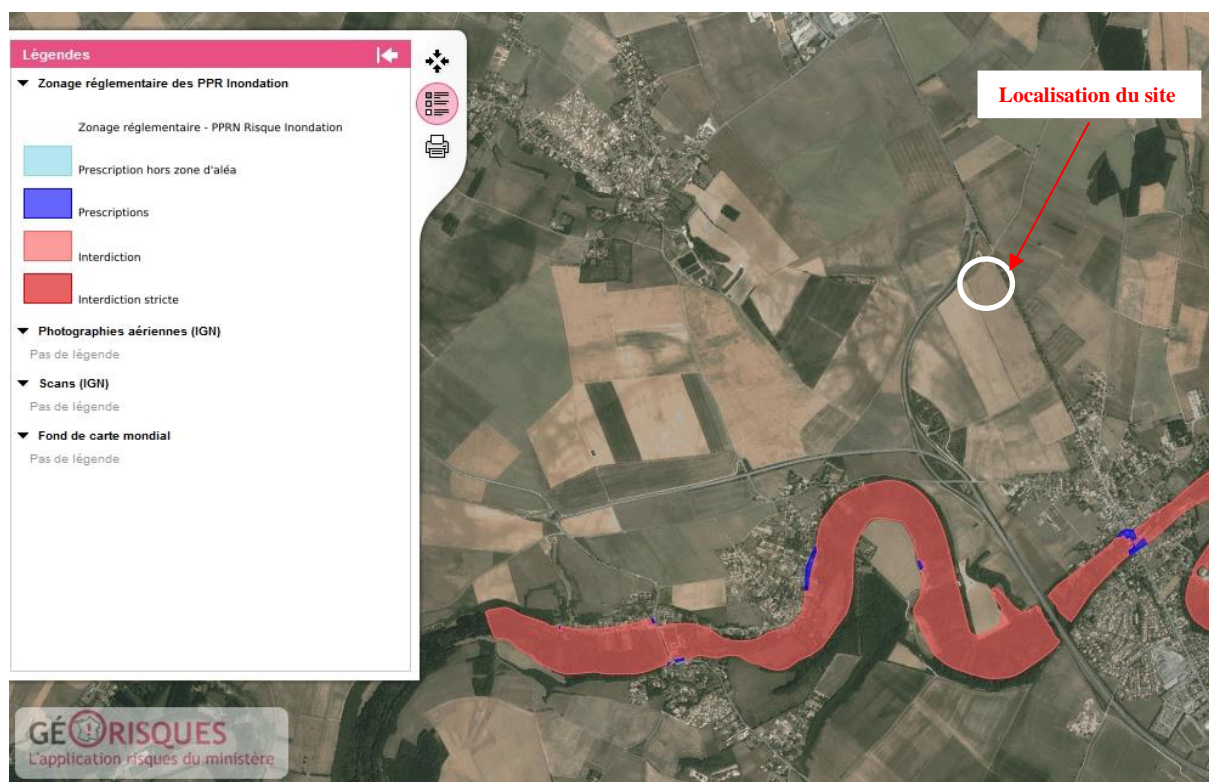 Légendes
Zonage réglementaire des PPR Inondation
Zonage réglementaire - PPRN Risque Inondation
Prescription hors zone d'aléa
Prescriptions
Interdiction
Interdiction stricte
Photographies aériennes (IGN)
Pas de légende
Scans (IGN)
Pas de légende
Fond de carte mondial
Pas de légende
Localisation du site
GÉORISQUES
L'application risques du ministère